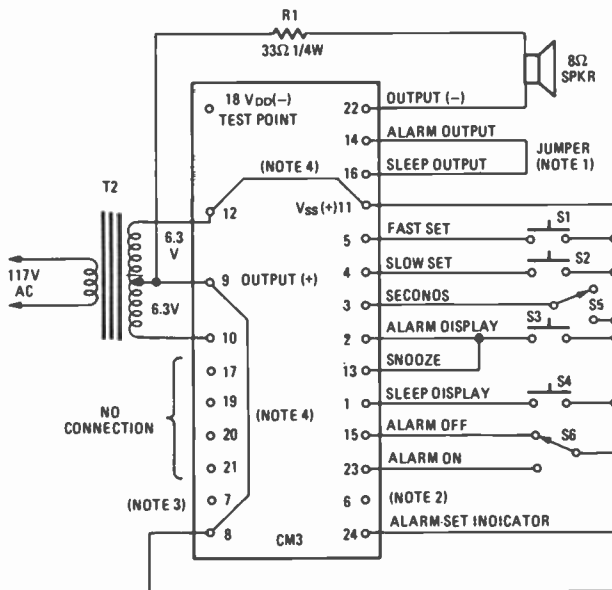 R1
33Ω 1/4W
8Ω
SPKR
18 VDD(–)
TEST POINT
22 OUTPUT (–)
14 ALARM OUTPUT
JUMPER
(NOTE 1)
(NOTE 4)
16 SLEEP OUTPUT
T2
12
VSS (+) 11
6.3
V
5 FAST SET S1
4 SLOW SET S2
117V
AC
9 OUTPUT (+)
3 SECONOS S5
6.3V
2 ALARM DISPLAY S3
10
13 SNOOZE
17
NO
CONNECTION
19
(NOTE 4)
1 SLEEP DISPLAY S4
20
15 ALARM OFF S6
21
23 ALARM ON
(NOTE 3) 7
6 (NOTE 2)
8
CM3
24 ALARM-SET INDICATOR